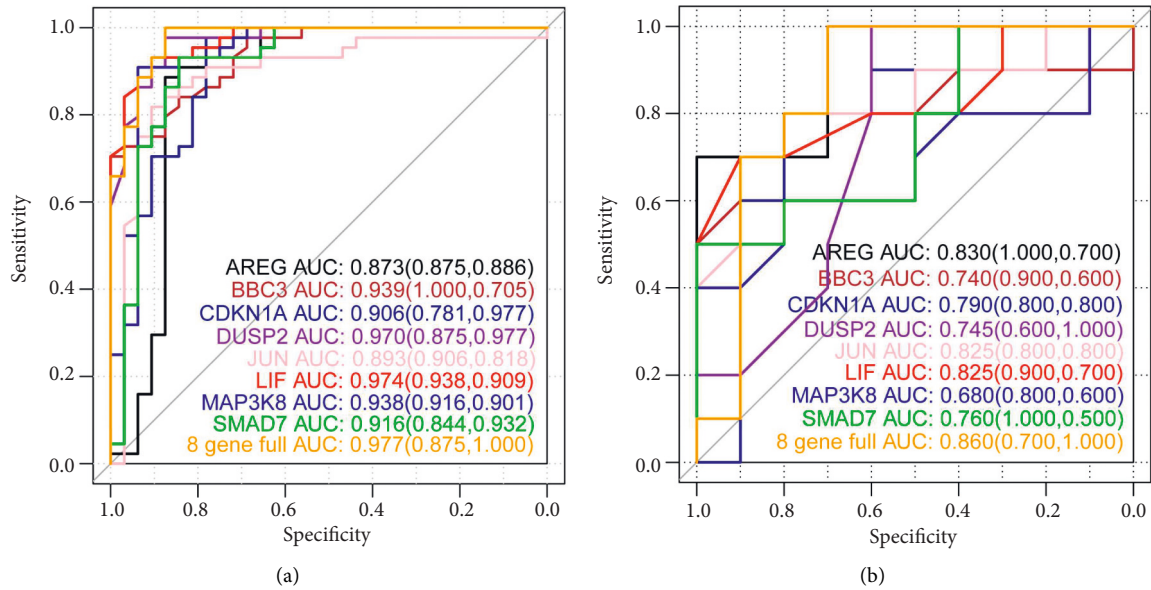 1.0
0.8
0.6
0.4
0.2
0.0
Sensitivity
AREG AUC: 0.873(0.875,0.886)
BBC3 AUC: 0.939(1.000,0.705)
CDKN1A AUC: 0.906(0.781,0.977)
DUSP2 AUC: 0.970(0.875,0.977)
JUN AUC: 0.893(0.906,0.818)
LIF AUC: 0.974(0.938,0.909)
MAP3K8 AUC: 0.938(0.916,0.901)
SMAD7 AUC: 0.916(0.844,0.932)
8 gene full AUC: 0.977(0.875,1.000)
1.0 0.8 0.6 0.4 0.2 0.0
Specificity
(a)
1.0
0.8
0.6
0.4
0.2
0.0
Sensitivity
AREG AUC: 0.830(1.000,0.700)
BBC3 AUC: 0.740(0.900,0.600)
CDKN1A AUC: 0.790(0.800,0.800)
DUSP2 AUC: 0.745(0.600,1.000)
JUN AUC: 0.825(0.800,0.800)
LIF AUC: 0.825(0.900,0.700)
MAP3K8 AUC: 0.680(0.800,0.600)
SMAD7 AUC: 0.760(1.000,0.500)
8 gene full AUC: 0.860(0.700,1.000)
1.0 0.8 0.6 0.4 0.2 0.0
Specificity
(b)